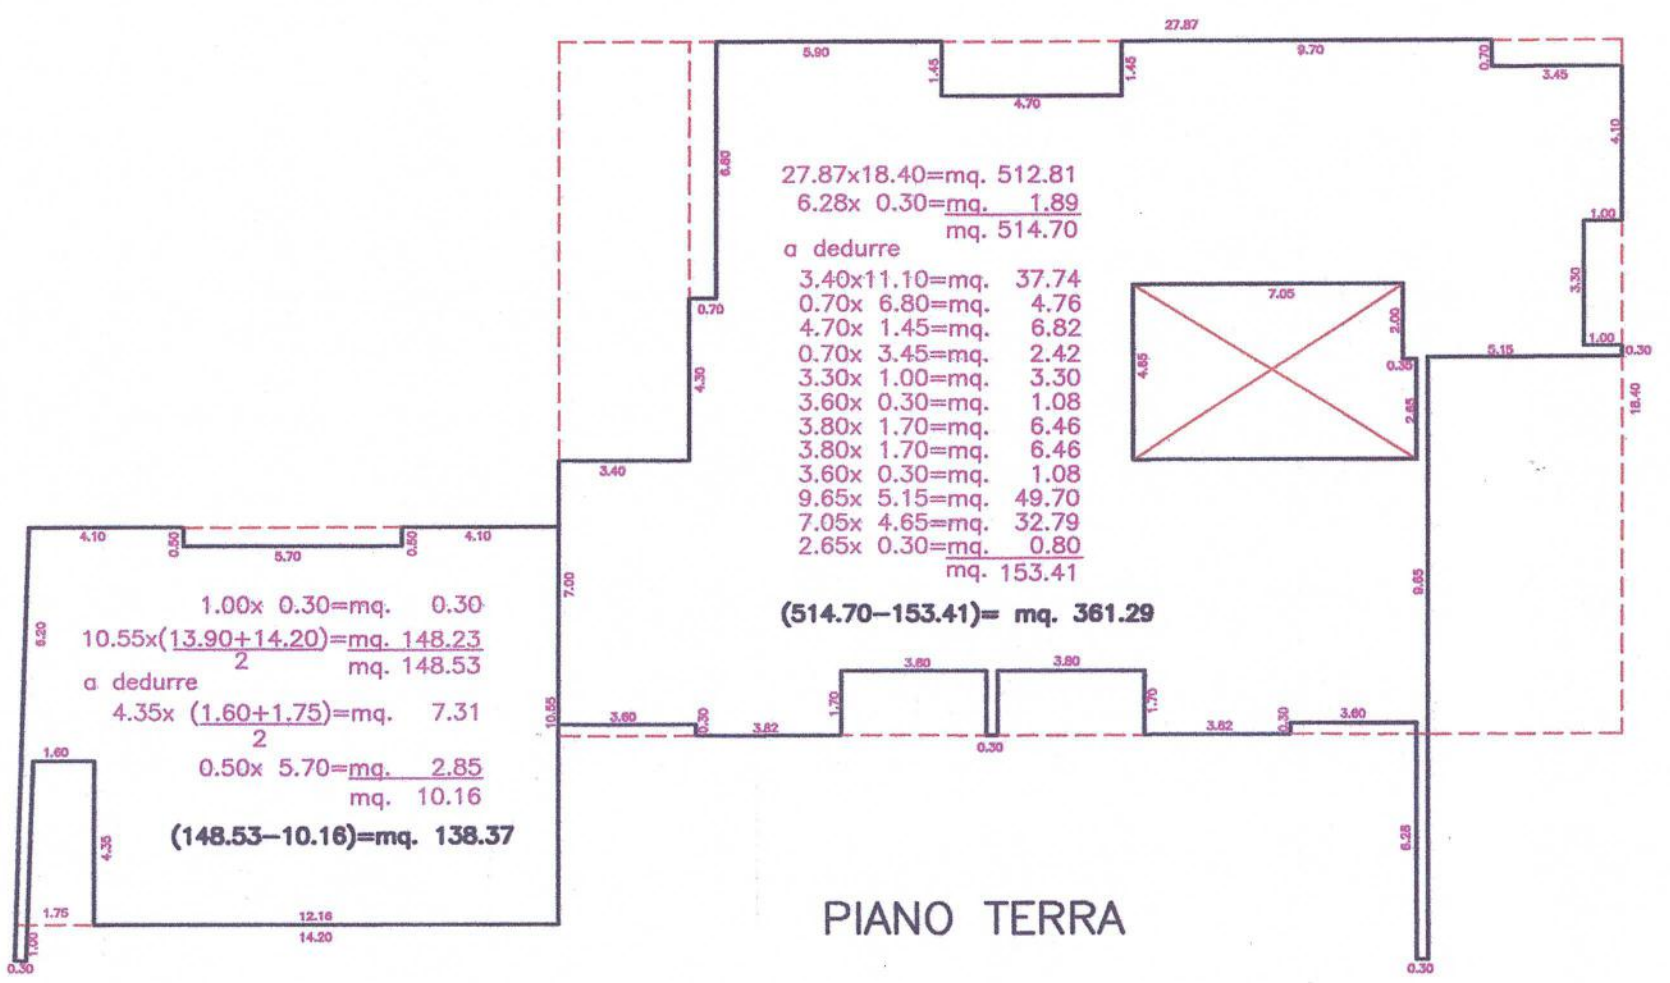 27.87
5.90
9.70
0.70
3.45
1.45
1.45
4.70
4.10
6.80
27.87x18.40=mq. 512.81
6.28x 0.30=mq. 1.89
mq. 514.70
a dedurre
3.40x11.10=mq. 37.74
0.70x 6.80=mq. 4.76
4.70x 1.45=mq. 6.82
0.70x 3.45=mq. 2.42
3.30x 1.00=mq. 3.30
3.60x 0.30=mq. 1.08
3.80x 1.70=mq. 6.46
3.80x 1.70=mq. 6.46
3.60x 0.30=mq. 1.08
9.65x 5.15=mq. 49.70
7.05x 4.65=mq. 32.79
2.65x 0.30=mq. 0.80
mq. 153.41
(514.70−153.41)= mq. 361.29
1.00
3.30
1.00
0.30
5.15
18.40
7.05
2.00
0.35
2.65
4.65
0.70
4.30
3.40
4.10
0.50
5.70
0.50
4.10
7.00
9.65
5.20
1.00x 0.30=mq. 0.30
10.55x(13.90+14.20)=mq. 148.23
2
mq. 148.53
a dedurre
4.35x (1.60+1.75)=mq. 7.31
2
0.50x 5.70=mq. 2.85
mq. 10.16
(148.53−10.16)=mq. 138.37
1.60
4.35
10.55
3.60
0.30
3.62
1.70
3.80
3.80
1.70
0.30
3.62
0.30
3.60
6.28
1.75
12.16
14.20
1.00
0.30
0.30
PIANO TERRA